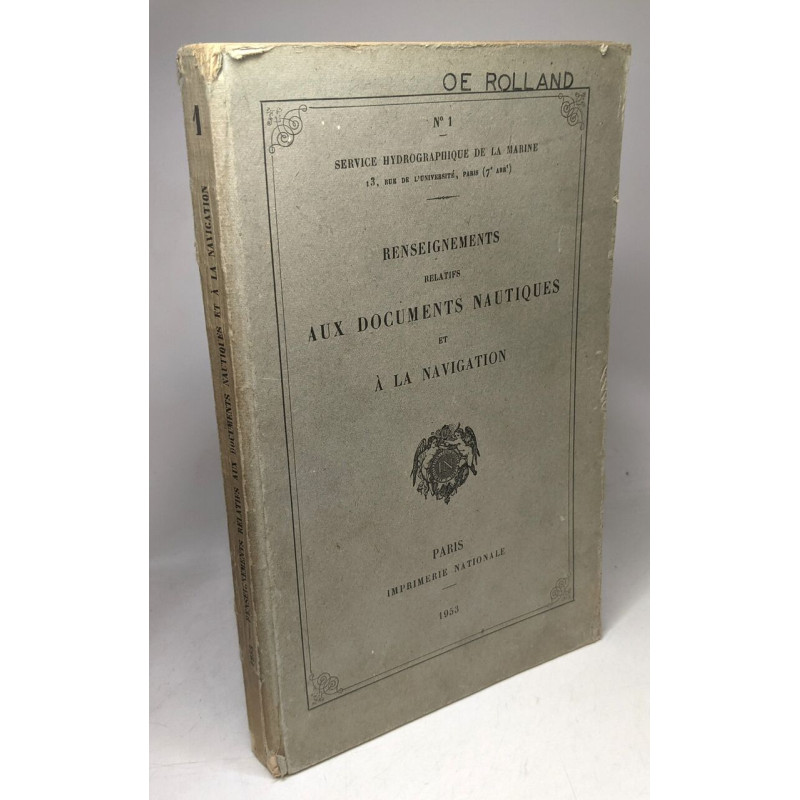 OE ROLLAND
N° 1
SERVICE HYDROGRAPHIQUE DE LA MARINE
13, RUE DE L'UNIVERSITÉ, PARIS (7e ARRt)
RENSEIGNEMENTS
RELATIFS
AUX DOCUMENTS NAUTIQUES
ET
À LA NAVIGATION
PARIS
IMPRIMERIE NATIONALE
1953
1
RENSEIGNEMENTS RELATIFS AUX DOCUMENTS NAUTIQUES ET À LA NAVIGATION